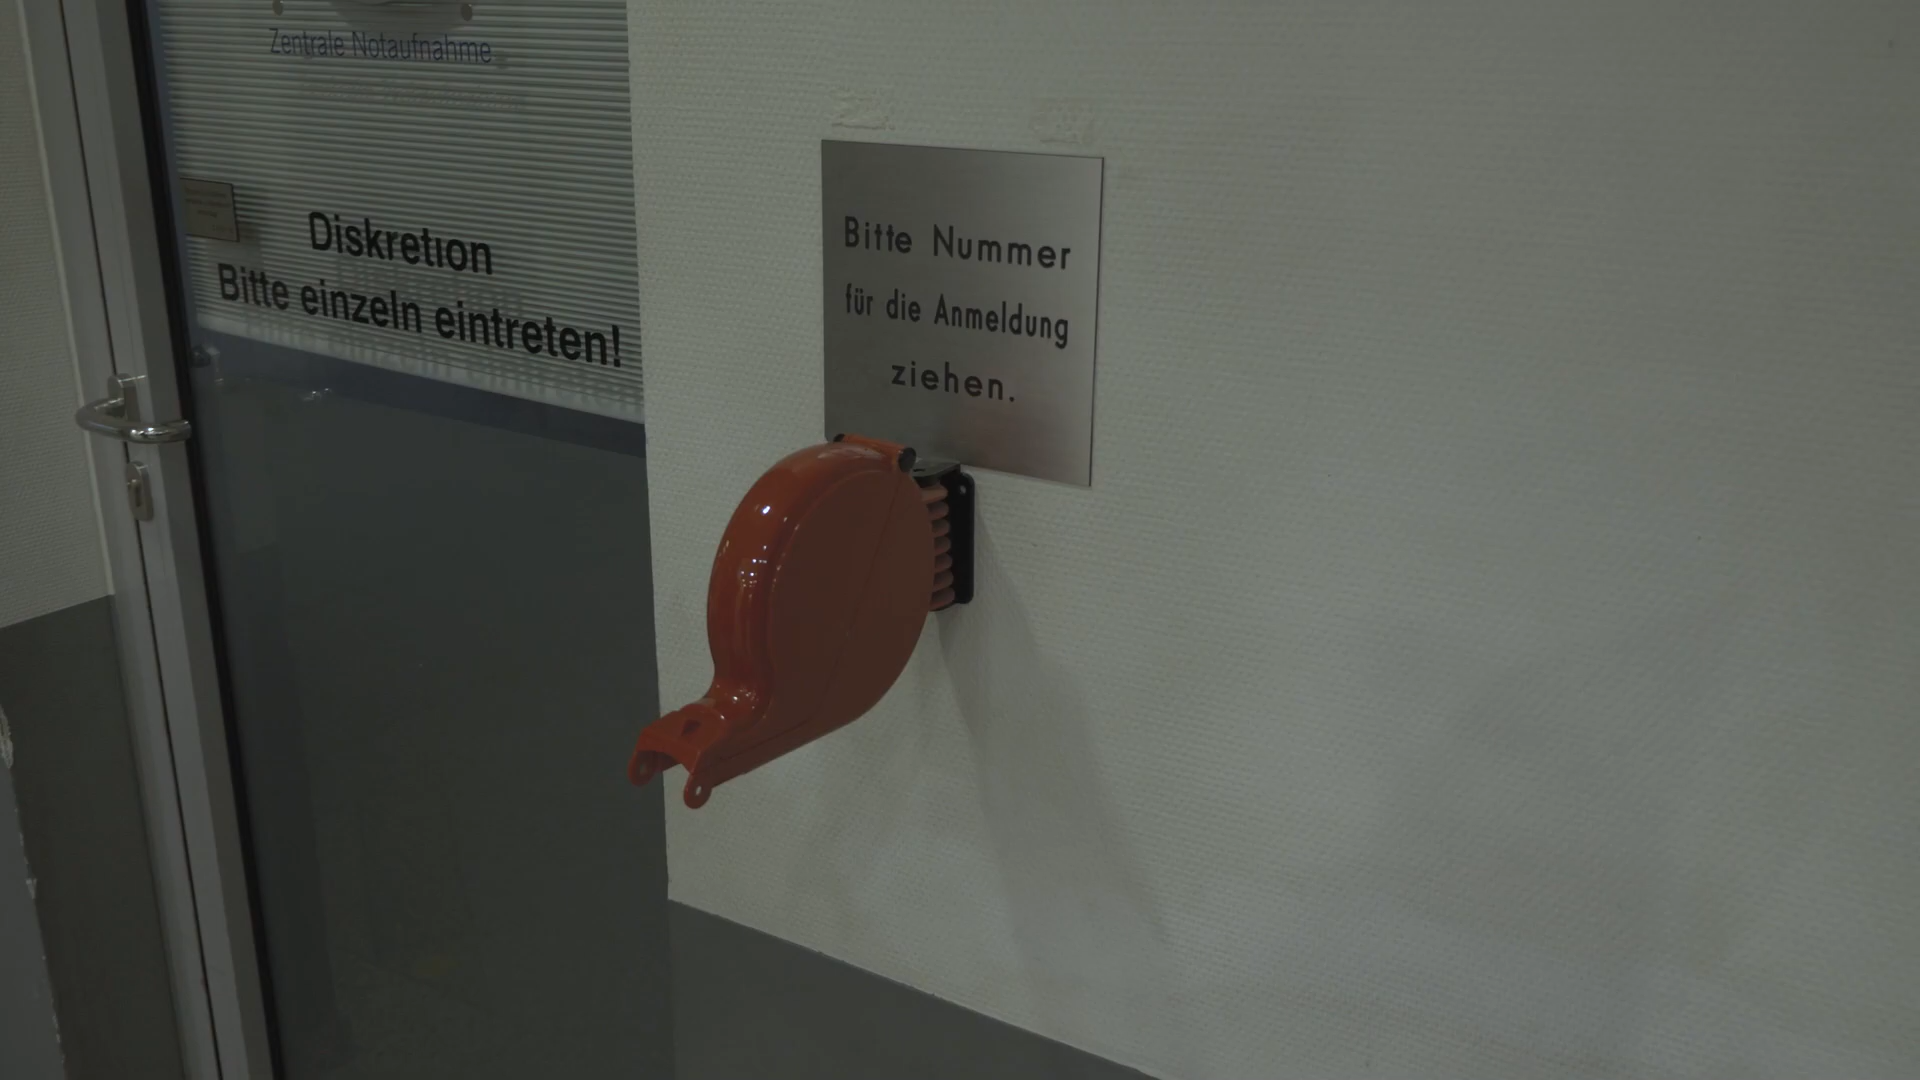 Zentrale Notaufnahme
Diskretion
Bitte einzeln eintreten!
Bitte Nummer
für die Anmeldung
ziehen.